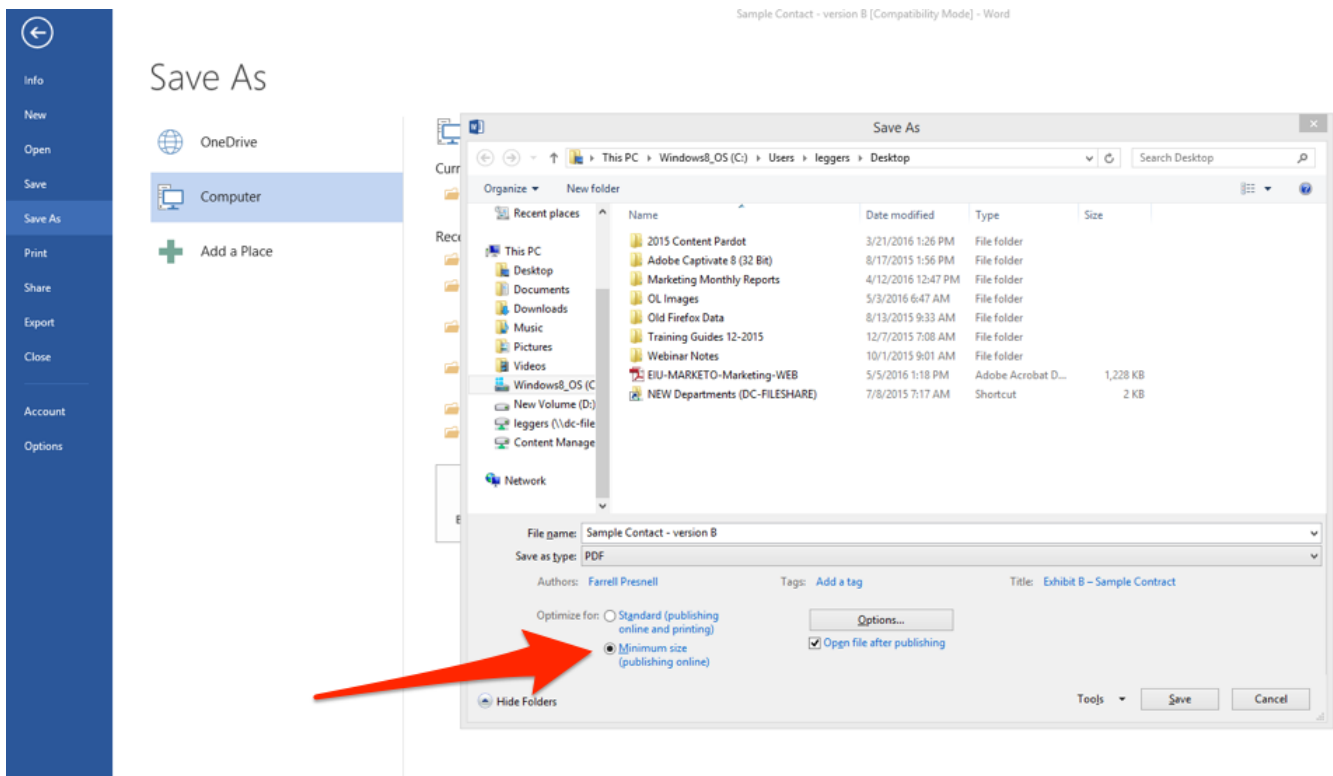 Sample Contact - version B [Compatibility Mode] - Word
Info
New
Open
Save
Save As
Print
Share
Export
Close
Account
Options
Save As
OneDrive
Computer
Add a Place
Curr
Rece
Save As
This PC Windows8_OS (C:) Users leggers Desktop
Search Desktop
Organize New folder
Recent places
This PC
Desktop
Documents
Downloads
Music
Pictures
Videos
Windows8_OS (C
New Volume (D:)
leggers (\\dc-file
Content Manage
Network
Name Date modified Type Size
2015 Content Pardot 3/21/2016 1:26 PM File folder
Adobe Captivate 8 (32 Bit) 8/17/2015 1:56 PM File folder
Marketing Monthly Reports 4/12/2016 12:47 PM File folder
OL Images 5/3/2016 6:47 AM File folder
Old Firefox Data 8/13/2015 9:33 AM File folder
Training Guides 12-2015 12/7/2015 7:08 AM File folder
Webinar Notes 10/1/2015 9:01 AM File folder
EIU-MARKETO-Marketing-WEB 5/5/2016 1:18 PM Adobe Acrobat D... 1,228 KB
NEW Departments (DC-FILESHARE) 7/8/2015 7:17 AM Shortcut 2 KB
File name: Sample Contact - version B
Save as type: PDF
Authors: Farrell Presnell Tags: Add a tag Title: Exhibit B – Sample Contract
Optimize for: Standard (publishing
online and printing)
Minimum size
(publishing online)
Options...
Open file after publishing
Hide Folders
Tools Save Cancel